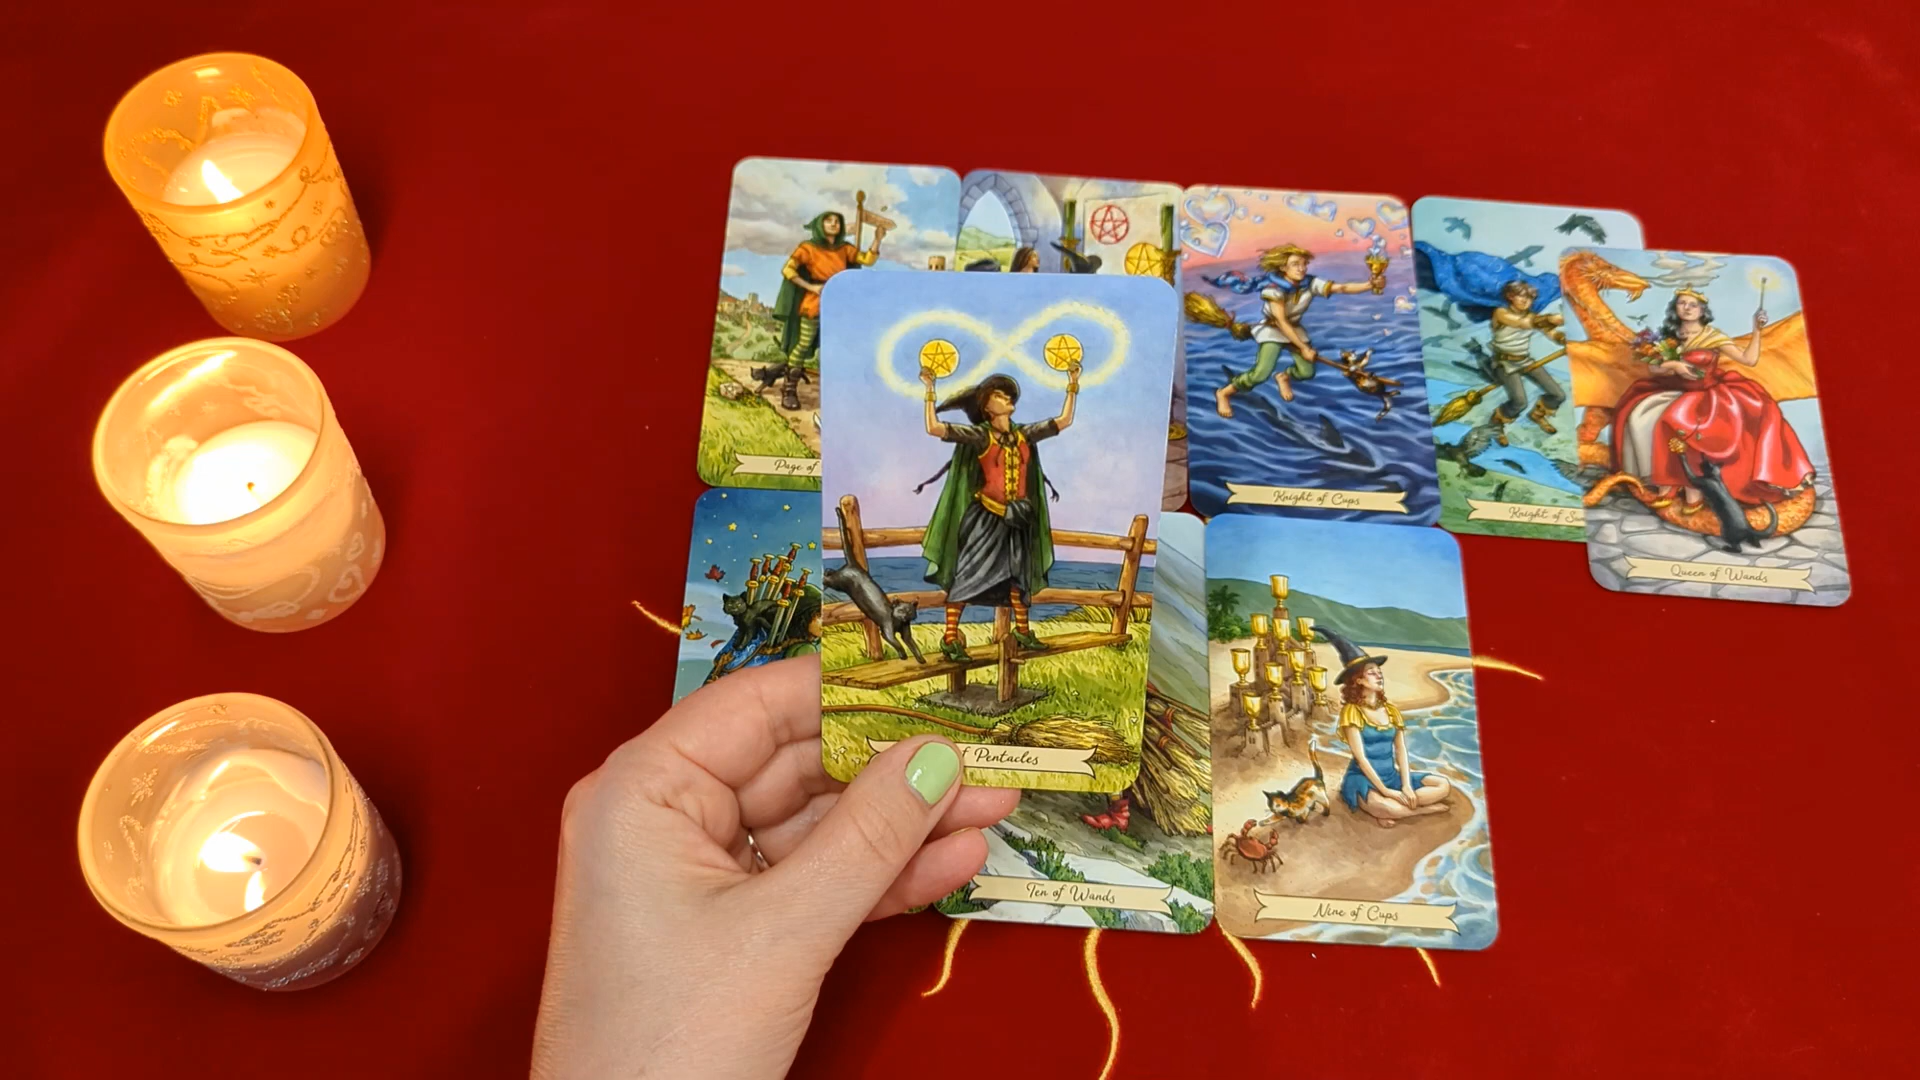 Page of
Knight of Cups
Knight of
Queen of Wands
f Pentacles
Ten of Wands
Nine of Cups